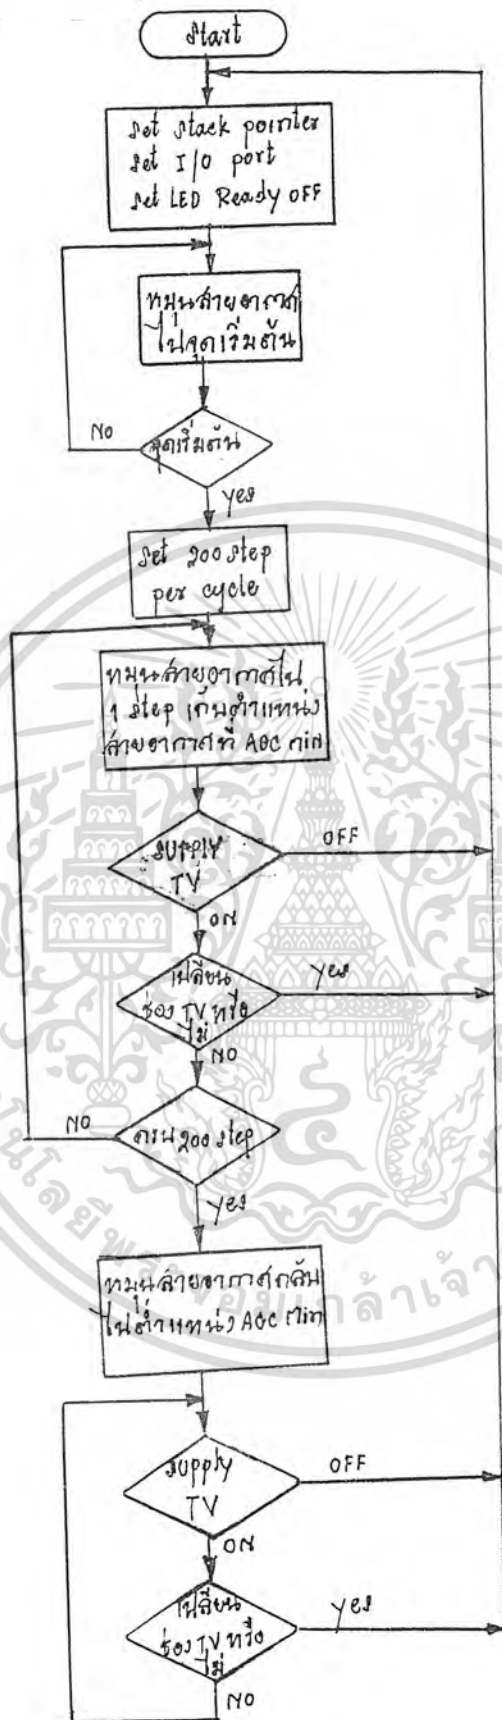 Start
Set Stack pointer
Set I/O port
Set LED Ready OFF
หมุนสายอากาศ
ไปจุดเริ่มต้น
NO
จุดเริ่มต้น
yes
Set 200 step
per cycle
หมุนสายอากาศไป
1 step เก็บตำแหน่ง
สายอากาศที่ AGC min
supply
TV
OFF
ON
เปลี่ยน
ช่อง TV หรือ
ไม่
yes
NO
NO
ครบ 200 step
yes
หมุนสายอากาศกลับ
ไปตำแหน่ง AGC Min
supply
TV
OFF
ON
เปลี่ยน
ช่อง TV หรือ
ไม่
yes
NO